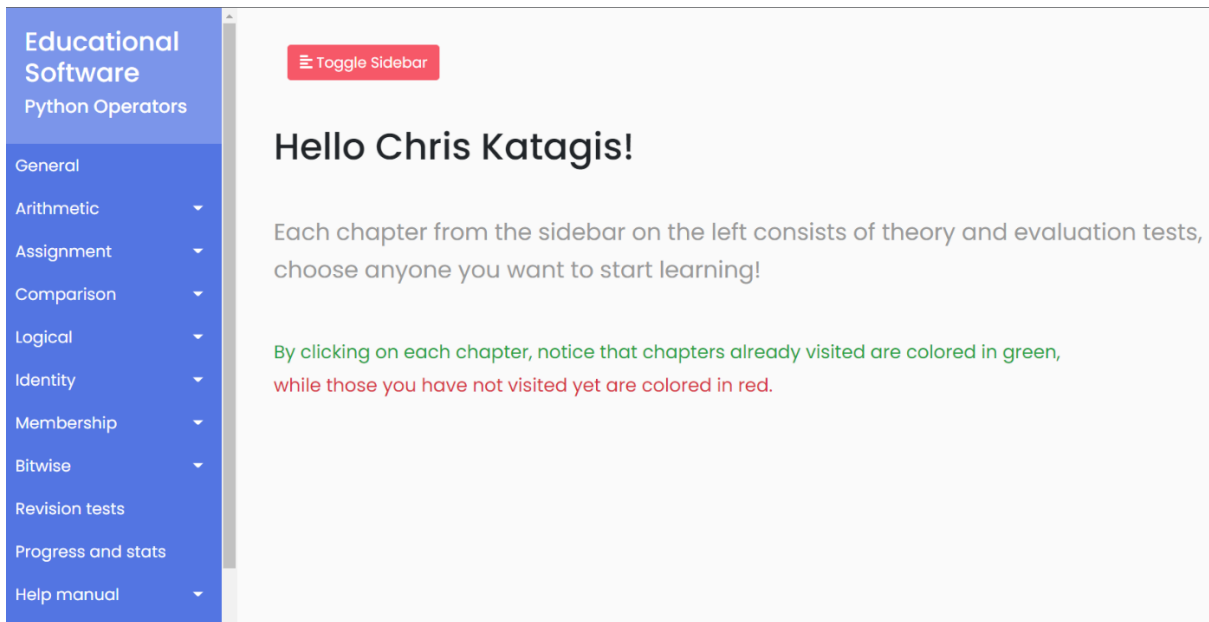 Educational
Software
Python Operators
General
Arithmetic
Assignment
Comparison
Logical
Identity
Membership
Bitwise
Revision tests
Progress and stats
Help manual
Toggle Sidebar
Hello Chris Katagis!
Each chapter from the sidebar on the left consists of theory and evaluation tests,
choose anyone you want to start learning!
By clicking on each chapter, notice that chapters already visited are colored in green,
while those you have not visited yet are colored in red.